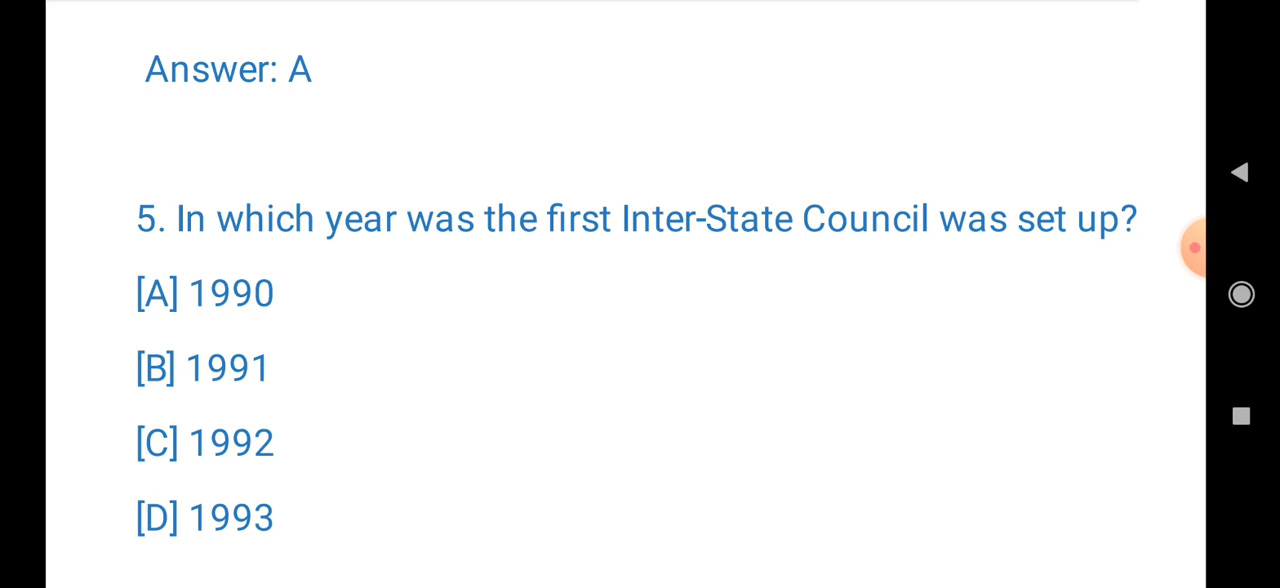 Answer: A
5. In which year was the first Inter-State Council was set up?
[A] 1990
[B] 1991
[C] 1992
[D] 1993